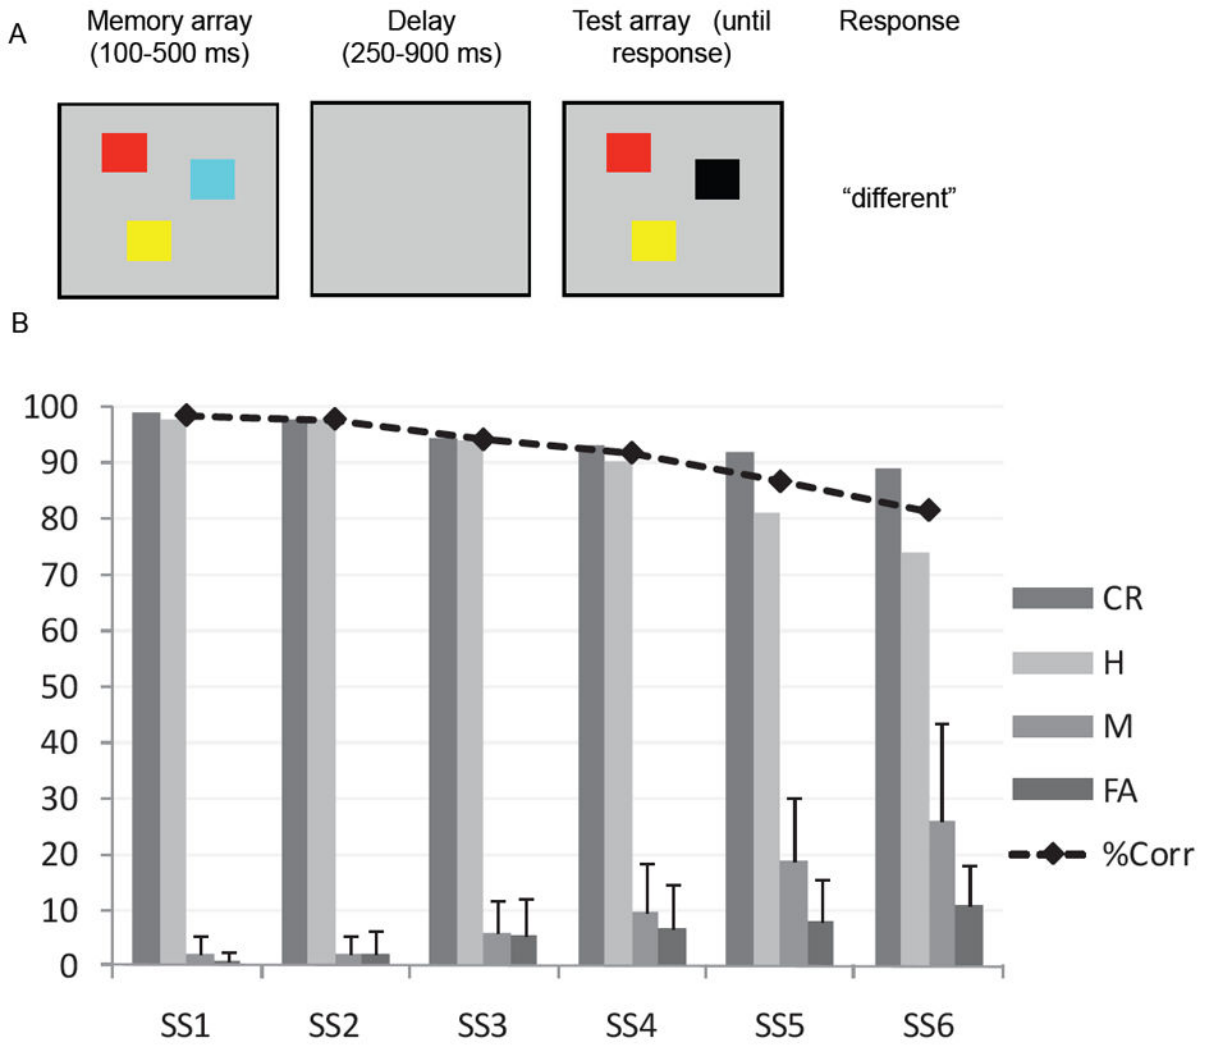 A
Memory array
(100-500 ms)
Delay
(250-900 ms)
Test array (until
response)
Response
“different”
B
100
90
80
70
60
50
40
30
20
10
0
SS1 SS2 SS3 SS4 SS5 SS6
CR
H
M
FA
%Corr